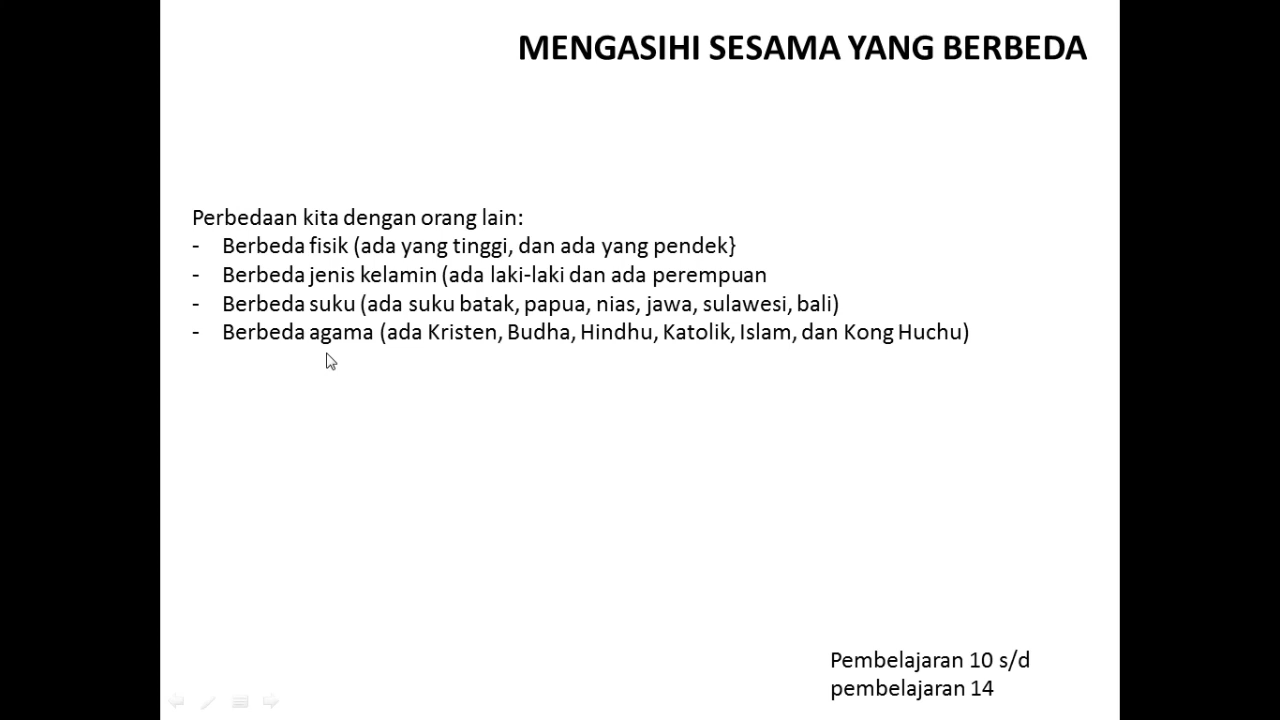 MENGASIHI SESAMA YANG BERBEDA
Perbedaan kita dengan orang lain:
- Berbeda fisik (ada yang tinggi, dan ada yang pendek}
- Berbeda jenis kelamin (ada laki-laki dan ada perempuan
- Berbeda suku (ada suku batak, papua, nias, jawa, sulawesi, bali)
- Berbeda agama (ada Kristen, Budha, Hindhu, Katolik, Islam, dan Kong Huchu)
Pembelajaran 10 s/d
pembelajaran 14